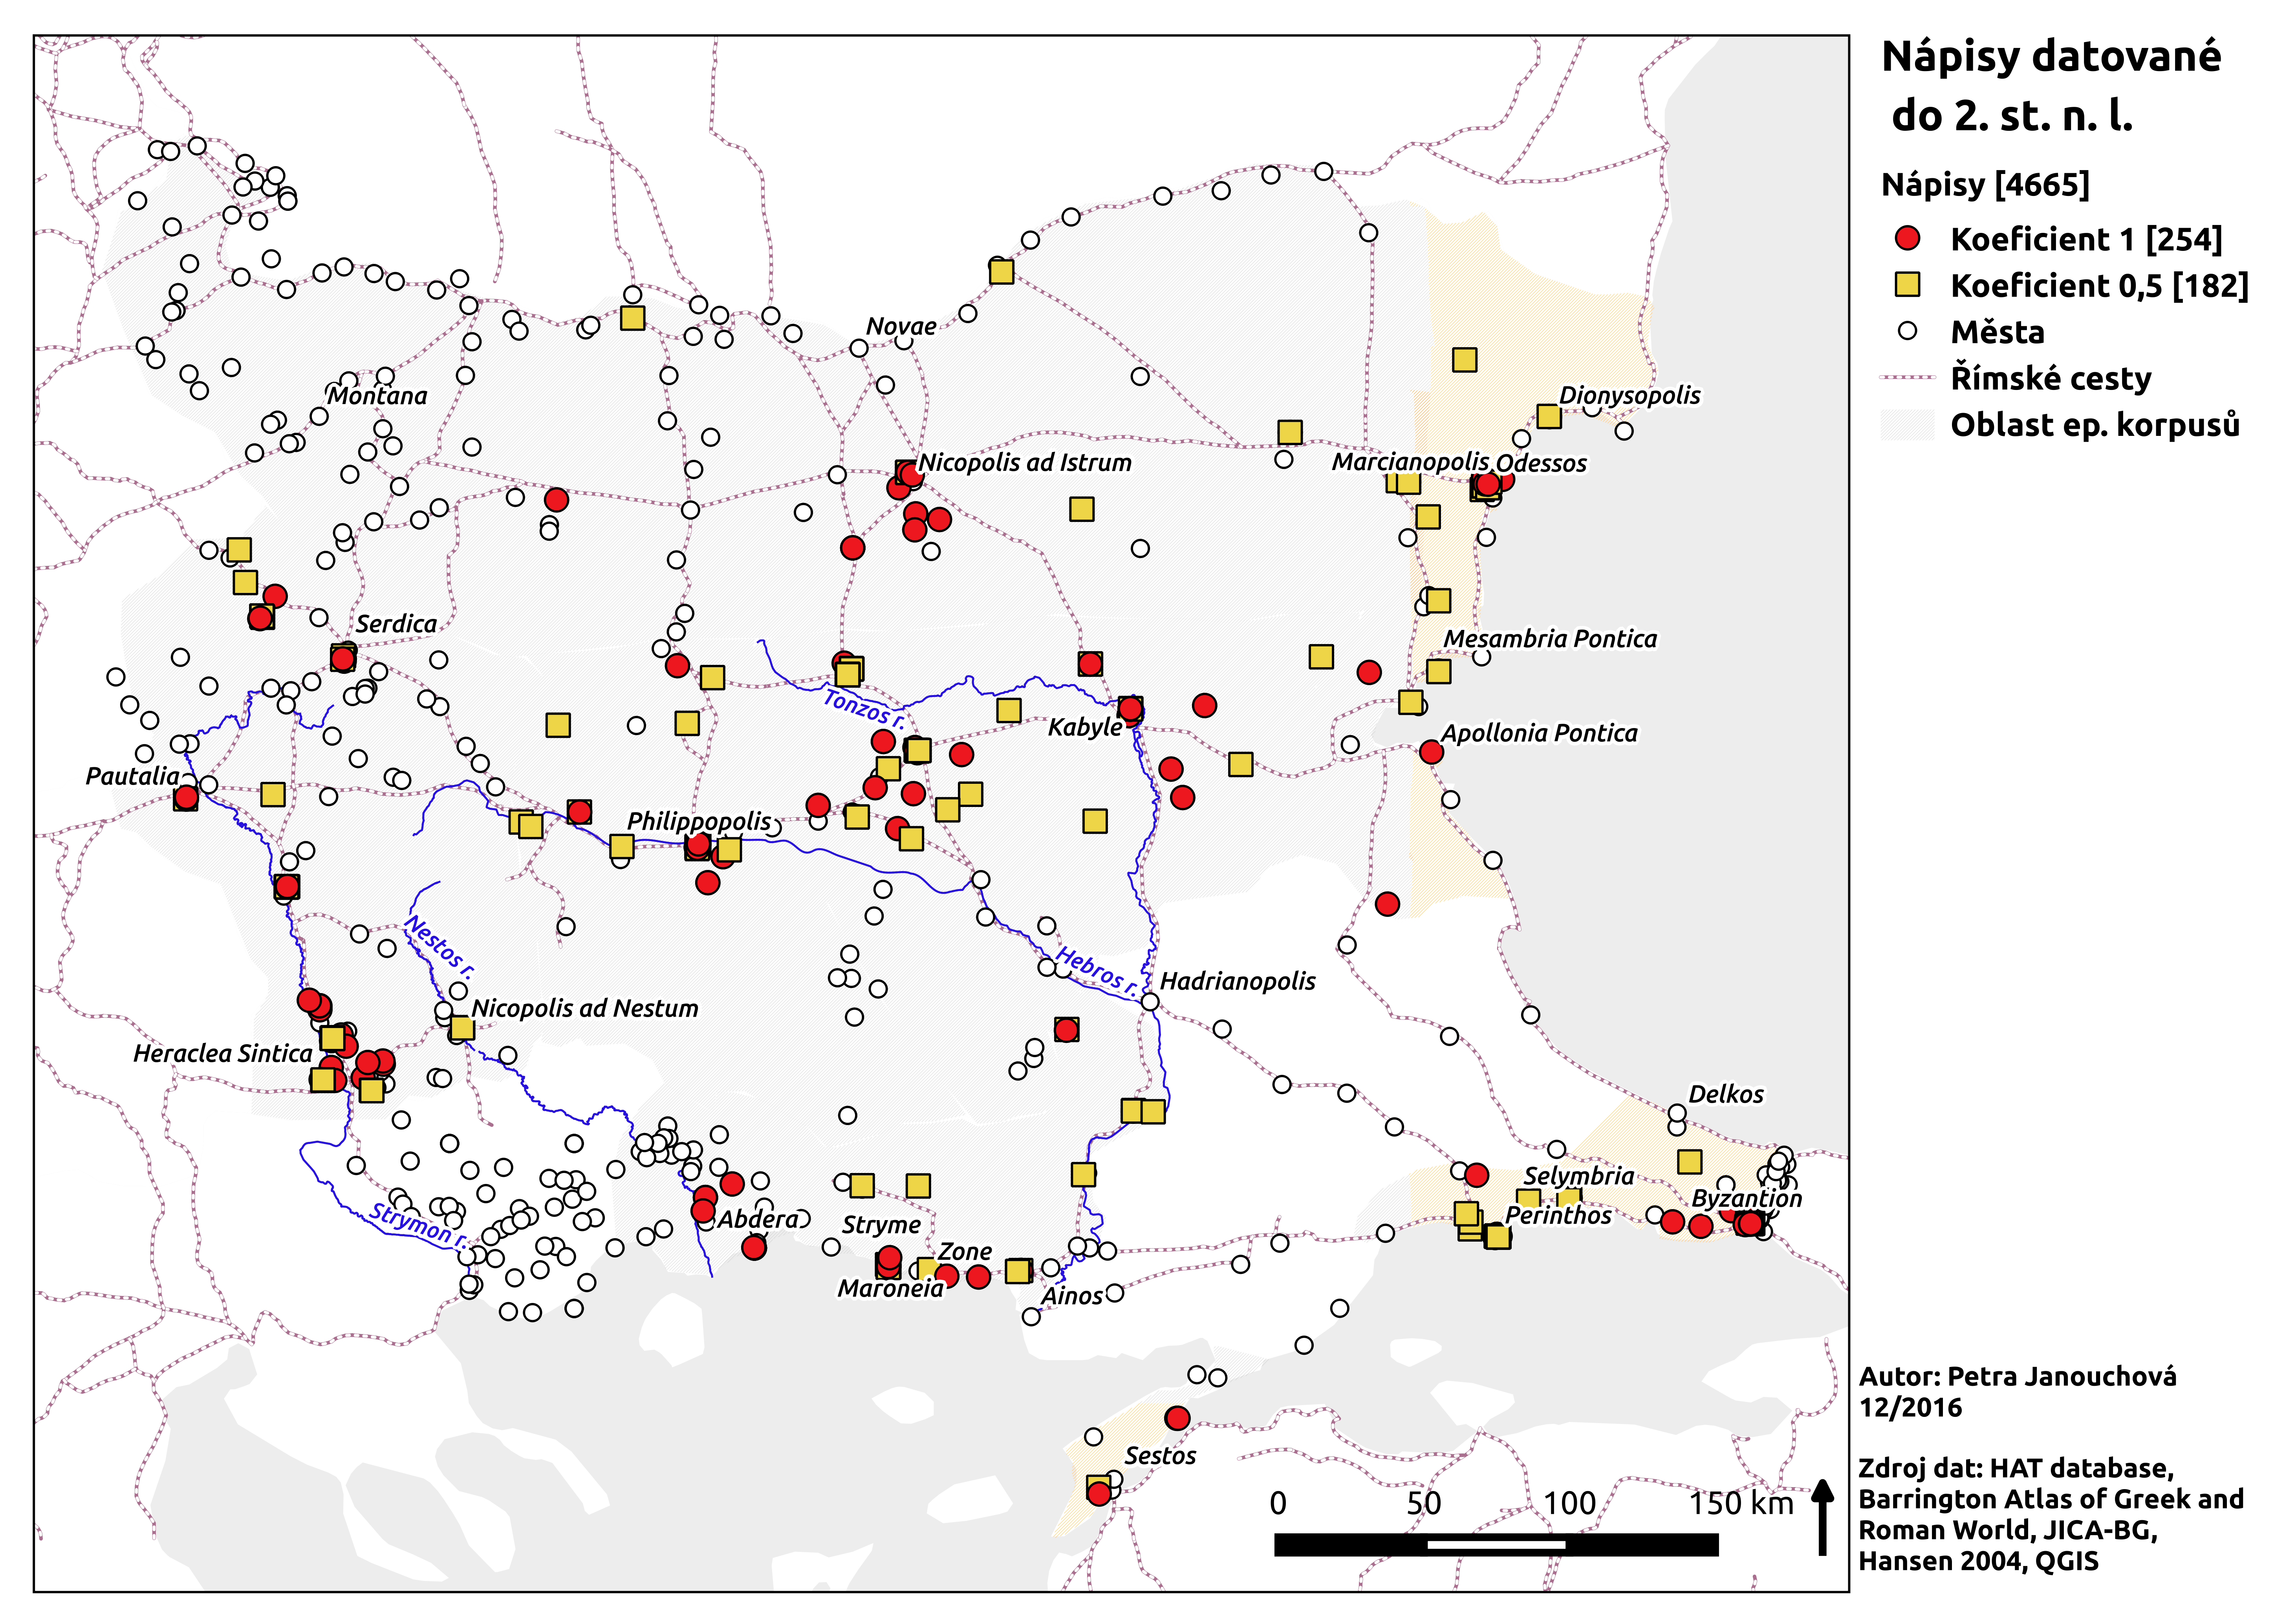 Nápisy datované
do 2. st. n. l.
Nápisy [4665]
Koeficient 1 [254]
Koeficient 0,5 [182]
Města
Římské cesty
Oblast ep. korpusů
Novae
Montana
Dionysopolis
Nicopolis ad Istrum
Marcianopolis
Odessos
Serdica
Mesambria Pontica
Tonzos r.
Kabyle
Apollonia Pontica
Pautalia
Philippopolis
Nestos r.
Hebros r.
Hadrianopolis
Nicopolis ad Nestum
Heraclea Sintica
Delkos
Selymbria
Byzantion
Perinthos
Strymon r.
Abdera
Stryme
Zone
Maroneia
Ainos
Sestos
0 50 100 150 km
Autor: Petra Janouchová
12/2016
Zdroj dat: HAT database,
Barrington Atlas of Greek and
Roman World, JICA-BG,
Hansen 2004, QGIS